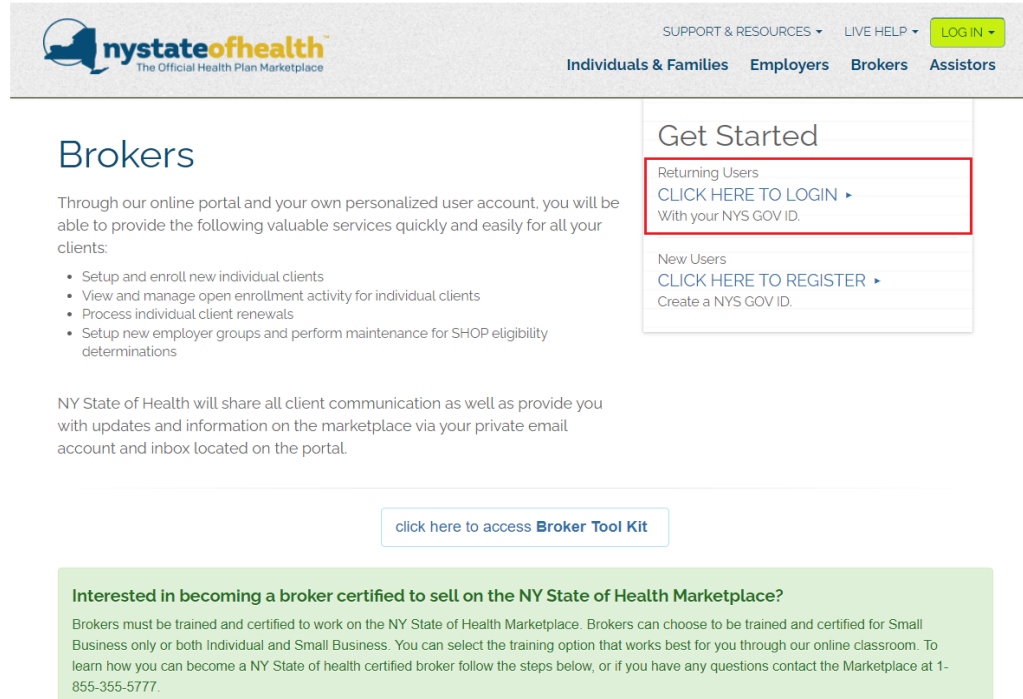 SUPPORT & RESOURCES LIVE HELP LOG IN
nystateofhealth™
The Official Health Plan Marketplace
Individuals & Families Employers Brokers Assistors
Brokers
Through our online portal and your own personalized user account, you will be
able to provide the following valuable services quickly and easily for all your
clients:
• Setup and enroll new individual clients
• View and manage open enrollment activity for individual clients
• Process individual client renewals
• Setup new employer groups and perform maintenance for SHOP eligibility
determinations
NY State of Health will share all client communication as well as provide you
with updates and information on the marketplace via your private email
account and inbox located on the portal.
Get Started
Returning Users
CLICK HERE TO LOGIN
With your NYS GOV ID.
New Users
CLICK HERE TO REGISTER
Create a NYS GOV ID.
click here to access Broker Tool Kit
Interested in becoming a broker certified to sell on the NY State of Health Marketplace?
Brokers must be trained and certified to work on the NY State of Health Marketplace. Brokers can choose to be trained and certified for Small
Business only or both Individual and Small Business. You can select the training option that works best for you through our online classroom. To
learn how you can become a NY State of health certified broker follow the steps below, or if you have any questions contact the Marketplace at 1-
855-355-5777.